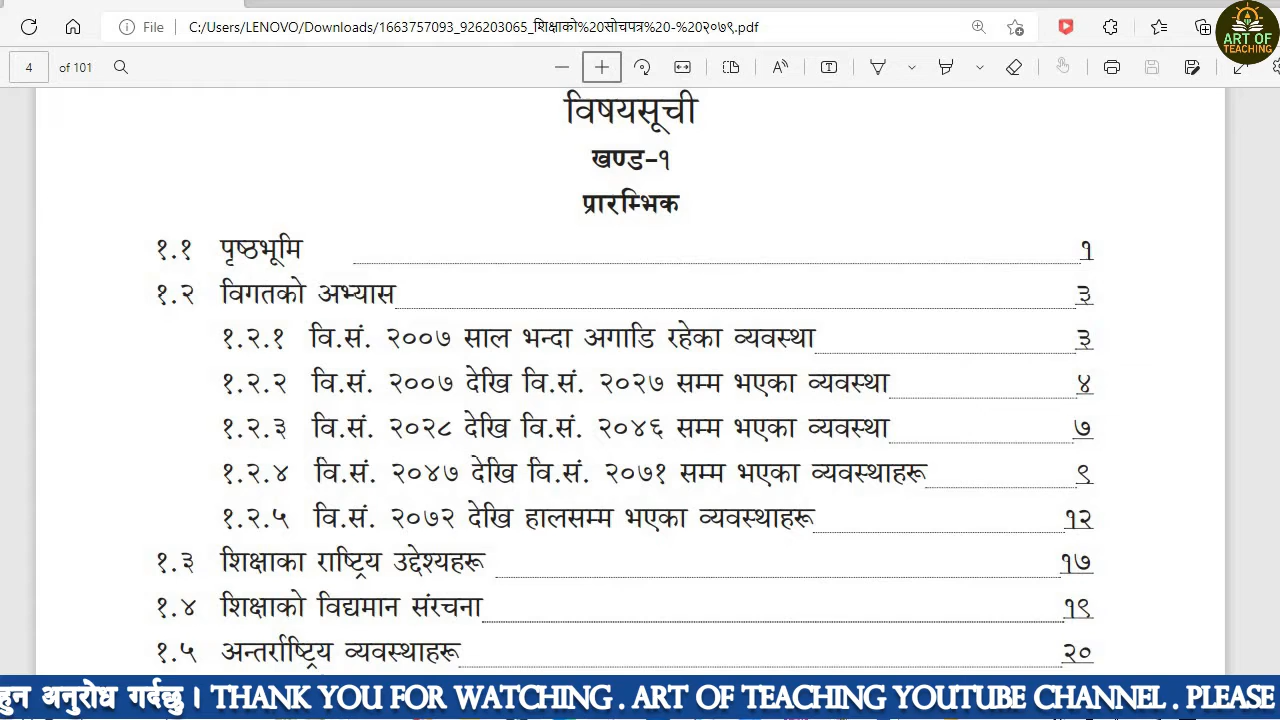 File C:/Users/LENOVO/Downloads/1663757093_926203065_शिक्षाको%20सोचपत्र%20-%20२०७९.pdf
ART OF
TEACHING
4 of 101
विषयसूची
खण्ड-१
प्रारम्भिक
१.१ पृष्ठभूमि १
१.२ विगतको अभ्यास ३
१.२.१ वि.सं. २००७ साल भन्दा अगाडि रहेका व्यवस्था ३
१.२.२ वि.सं. २००७ देखि वि.सं. २०२७ सम्म भएका व्यवस्था ४
१.२.३ वि.सं. २०२८ देखि वि.सं. २०४६ सम्म भएका व्यवस्था ७
१.२.४ वि.सं. २०४७ देखि वि.सं. २०७१ सम्म भएका व्यवस्थाहरू ९
१.२.५ वि.सं. २०७२ देखि हालसम्म भएका व्यवस्थाहरू १२
१.३ शिक्षाका राष्ट्रिय उद्देश्यहरू १७
१.४ शिक्षाको विद्यमान संरचना १९
१.५ अन्तर्राष्ट्रिय व्यवस्थाहरू २०
हुन अनुरोध गर्दछु । THANK YOU FOR WATCHING . ART OF TEACHING YOUTUBE CHANNEL . PLEASE